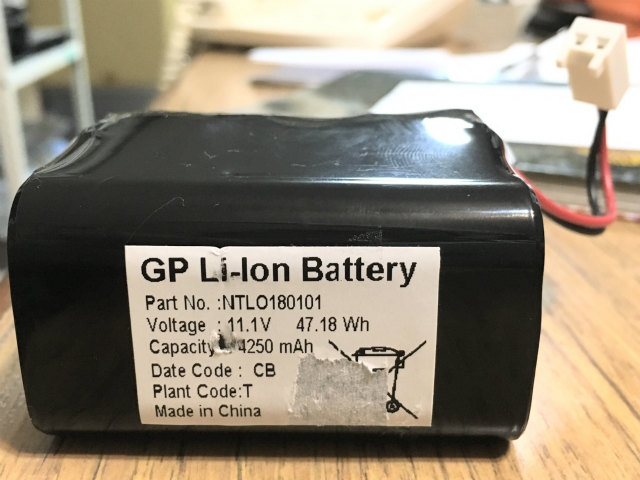 GP Li-Ion Battery
Part No. :NTLO180101
Voltage : 11.1V 47.18 Wh
Capacity : 4250 mAh
Date Code : CB
Plant Code:T
Made in China